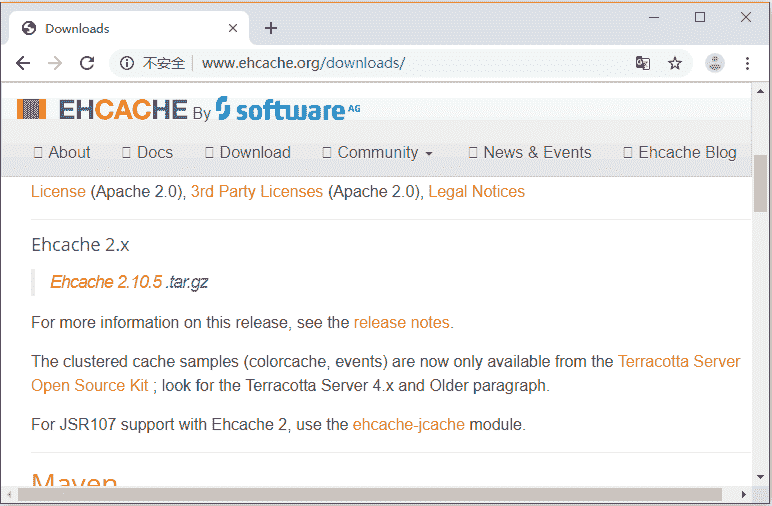 Downloads
不安全 www.ehcache.org/downloads/
EHCACHE By software AG
About Docs Download Community News & Events Ehcache Blog
License (Apache 2.0), 3rd Party Licenses (Apache 2.0), Legal Notices
Ehcache 2.x
Ehcache 2.10.5 .tar.gz
For more information on this release, see the release notes.
The clustered cache samples (colorcache, events) are now only available from the Terracotta Server
Open Source Kit ; look for the Terracotta Server 4.x and Older paragraph.
For JSR107 support with Ehcache 2, use the ehcache-jcache module.
Maven